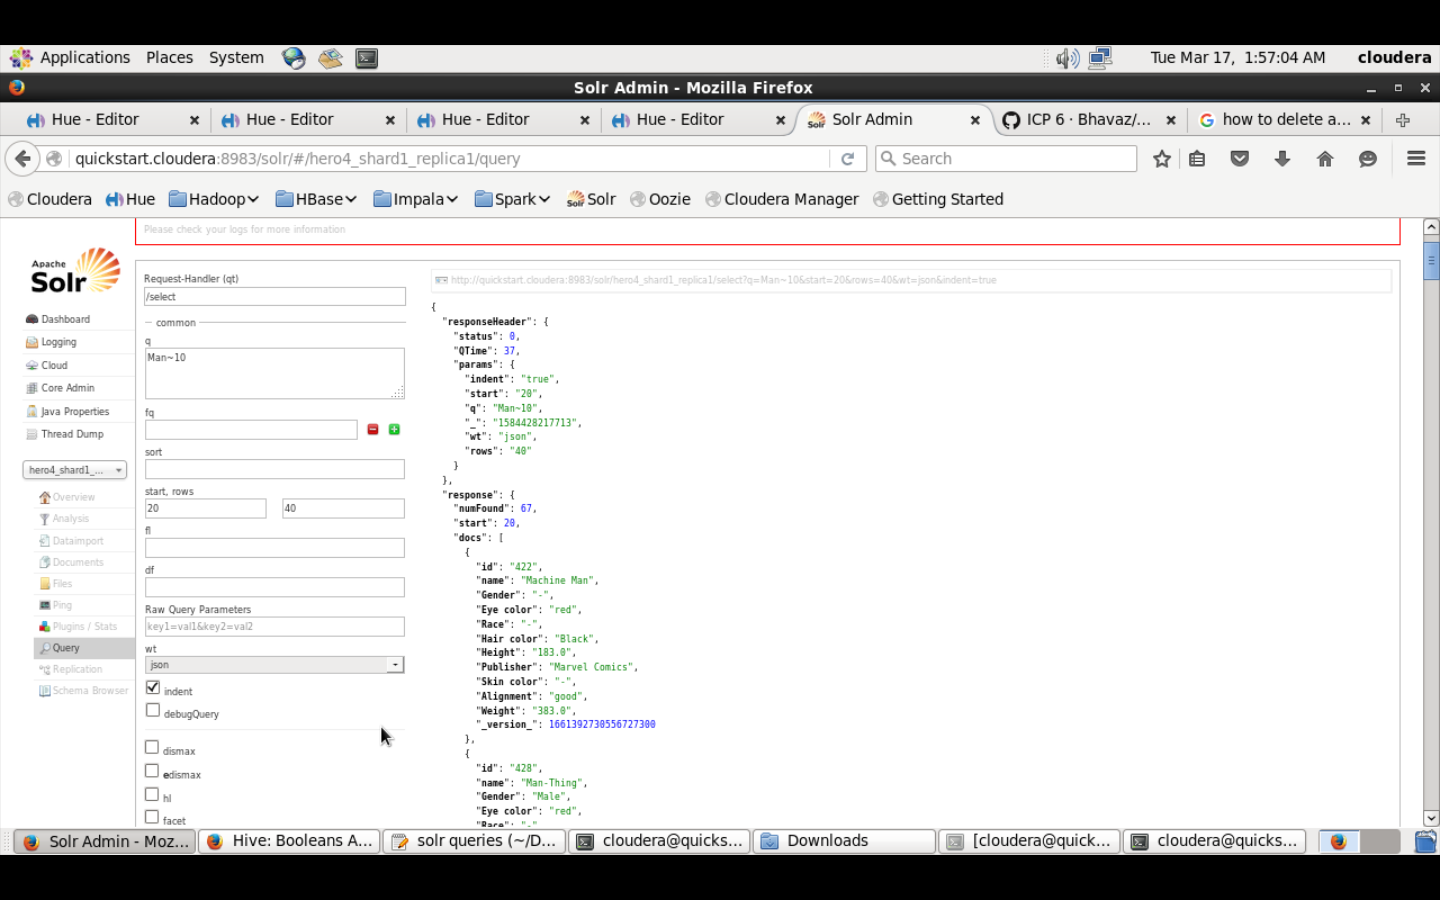 Applications Places System Tue Mar 17, 1:57:04 AM cloudera
Solr Admin - Mozilla Firefox
Hue - Editor Hue - Editor Hue - Editor Hue - Editor Solr Admin ICP 6 · Bhavaz/... how to delete a...
quickstart.cloudera:8983/solr/#/hero4_shard1_replica1/query Search
Cloudera Hue Hadoop HBase Impala Spark Solr Oozie Cloudera Manager Getting Started
Please check your logs for more information
Apache
Solr
Dashboard
Logging
Cloud
Core Admin
Java Properties
Thread Dump
hero4_shard1_...
Overview
Analysis
Dataimport
Documents
Files
Ping
Plugins / Stats
Query
Replication
Schema Browser
Request-Handler (qt)
/select
common
q
Man~10
fq
sort
start, rows
20 40
fl
df
Raw Query Parameters
key1=val1&key2=val2
wt
json
indent
debugQuery
dismax
edismax
hl
facet
http://quickstart.cloudera:8983/solr/hero4_shard1_replica1/select?q=Man~10&start=20&rows=40&wt=json&indent=true
{
"responseHeader": {
"status": 0,
"QTime": 37,
"params": {
"indent": "true",
"start": "20",
"q": "Man~10",
"_": "1584428217713",
"wt": "json",
"rows": "40"
}
},
"response": {
"numFound": 67,
"start": 20,
"docs": [
{
"id": "422",
"name": "Machine Man",
"Gender": "-",
"Eye color": "red",
"Race": "-",
"Hair color": "Black",
"Height": "183.0",
"Publisher": "Marvel Comics",
"Skin color": "-",
"Alignment": "good",
"Weight": "383.0",
"_version_": 1661392730556727300
},
{
"id": "428",
"name": "Man-Thing",
"Gender": "Male",
"Eye color": "red",
"Race": "-",
Solr Admin - Moz... Hive: Booleans A... solr queries (~/D... cloudera@quicks... Downloads [cloudera@quick... cloudera@quicks...